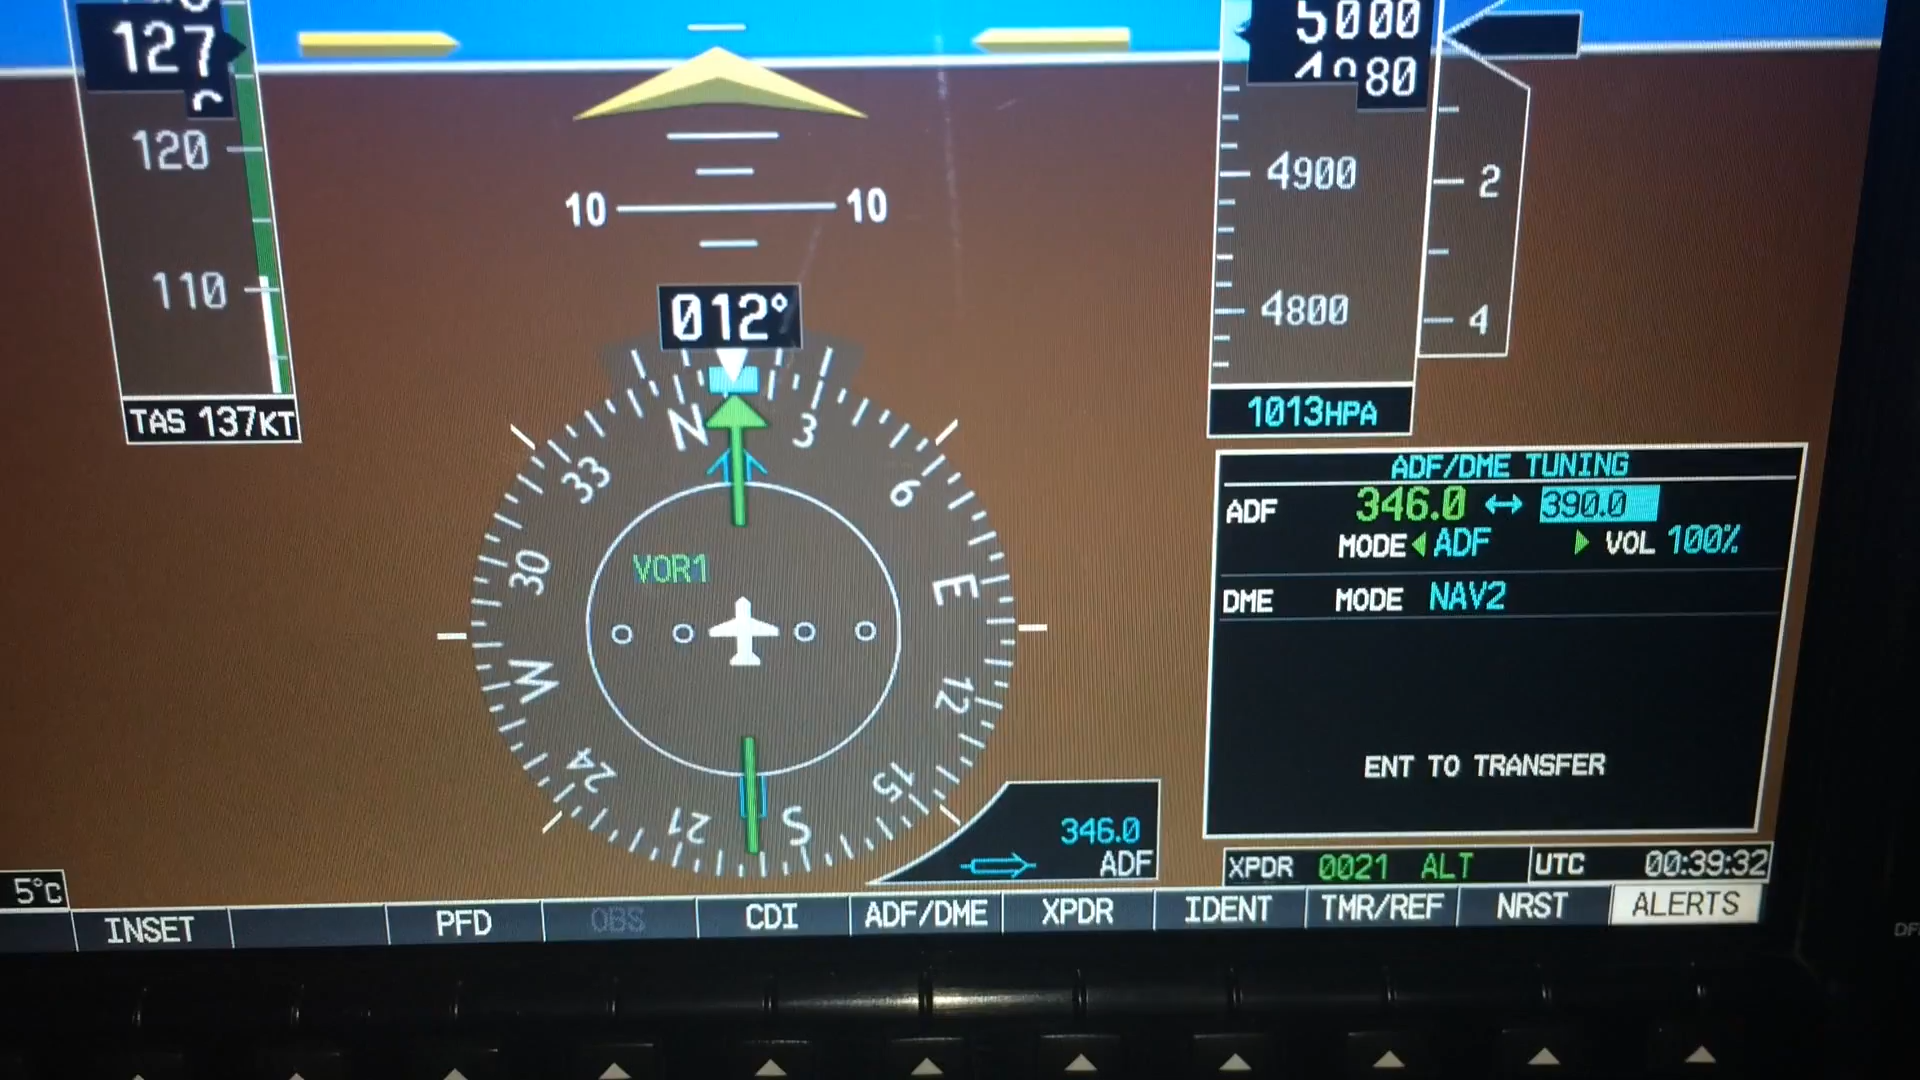 127
120
110
TAS 137KT
10 10
012°
N 3 6 E 12 15 S 21 24 W 30 33
VOR1
5000
80
4900
4800
2
4
1013HPA
ADF/DME TUNING
ADF 346.0 ↔ 390.0
MODE ADF VOL 100%
DME MODE NAV2
ENT TO TRANSFER
346.0
ADF
XPDR 0021 ALT UTC 00:39:32
5°C
INSET PFD OBS CDI ADF/DME XPDR IDENT TMR/REF NRST ALERTS